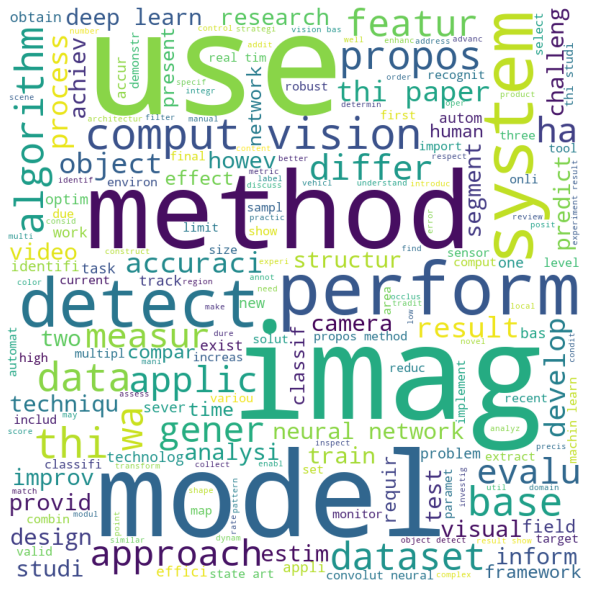 obtain
deep learn
research
control
strategi
vision bas
well
enhanc
address
advanc
addit
number
featur
select
accur
demonstr
present
use
real tim
specif
integr
network
robust
propos
recognit
order
determin
oper
product
thi studi
challeng
achiev
process
algorithm
scene
architectur
filter
manual
comput vision
thi paper
autom
human
first
content
object
howev
differ
import
three
tool
system
ha
predict
segment
identif
final
better
metric
respect
label
discuss
vehicl
understand
introduc
onli
review
experiment result
optim
environ
effect
method
due
work
consid
sampl
limit
practic
error
posit
multi
video
accuraci
construct
size
show
find
identifi
task
structur
sensor
comput
one
level
color
current
track
region
experi
annot
need
new
area
occlus
tradit
local
detect
perform
automat
two
measur
camera
result
bas
develop
high
multipl
compar
exist
make
dure
increas
solut
propos method
low
novel
condit
data
applic
imag
classif
reduc
implement
recent
machin learn
techniqu
mani
assess
variou
includ
sever
time
thi
wa
gener
neural network
may
score
classifi
technolog
analysi
inspect
train
problem
analyz
precis
extract
evalu
improv
transform
collect
enabl
set
requir
test
paramet
util
domain
match
provid
model
shape
map
monitor
base
investig
combin
modul
point
rate
pattern
visual
field
design
similar
dynam
approach
estim
object detect
result show
target
valid
dataset
inform
studi
effici
state art
appli
convolut neural
complex
framework